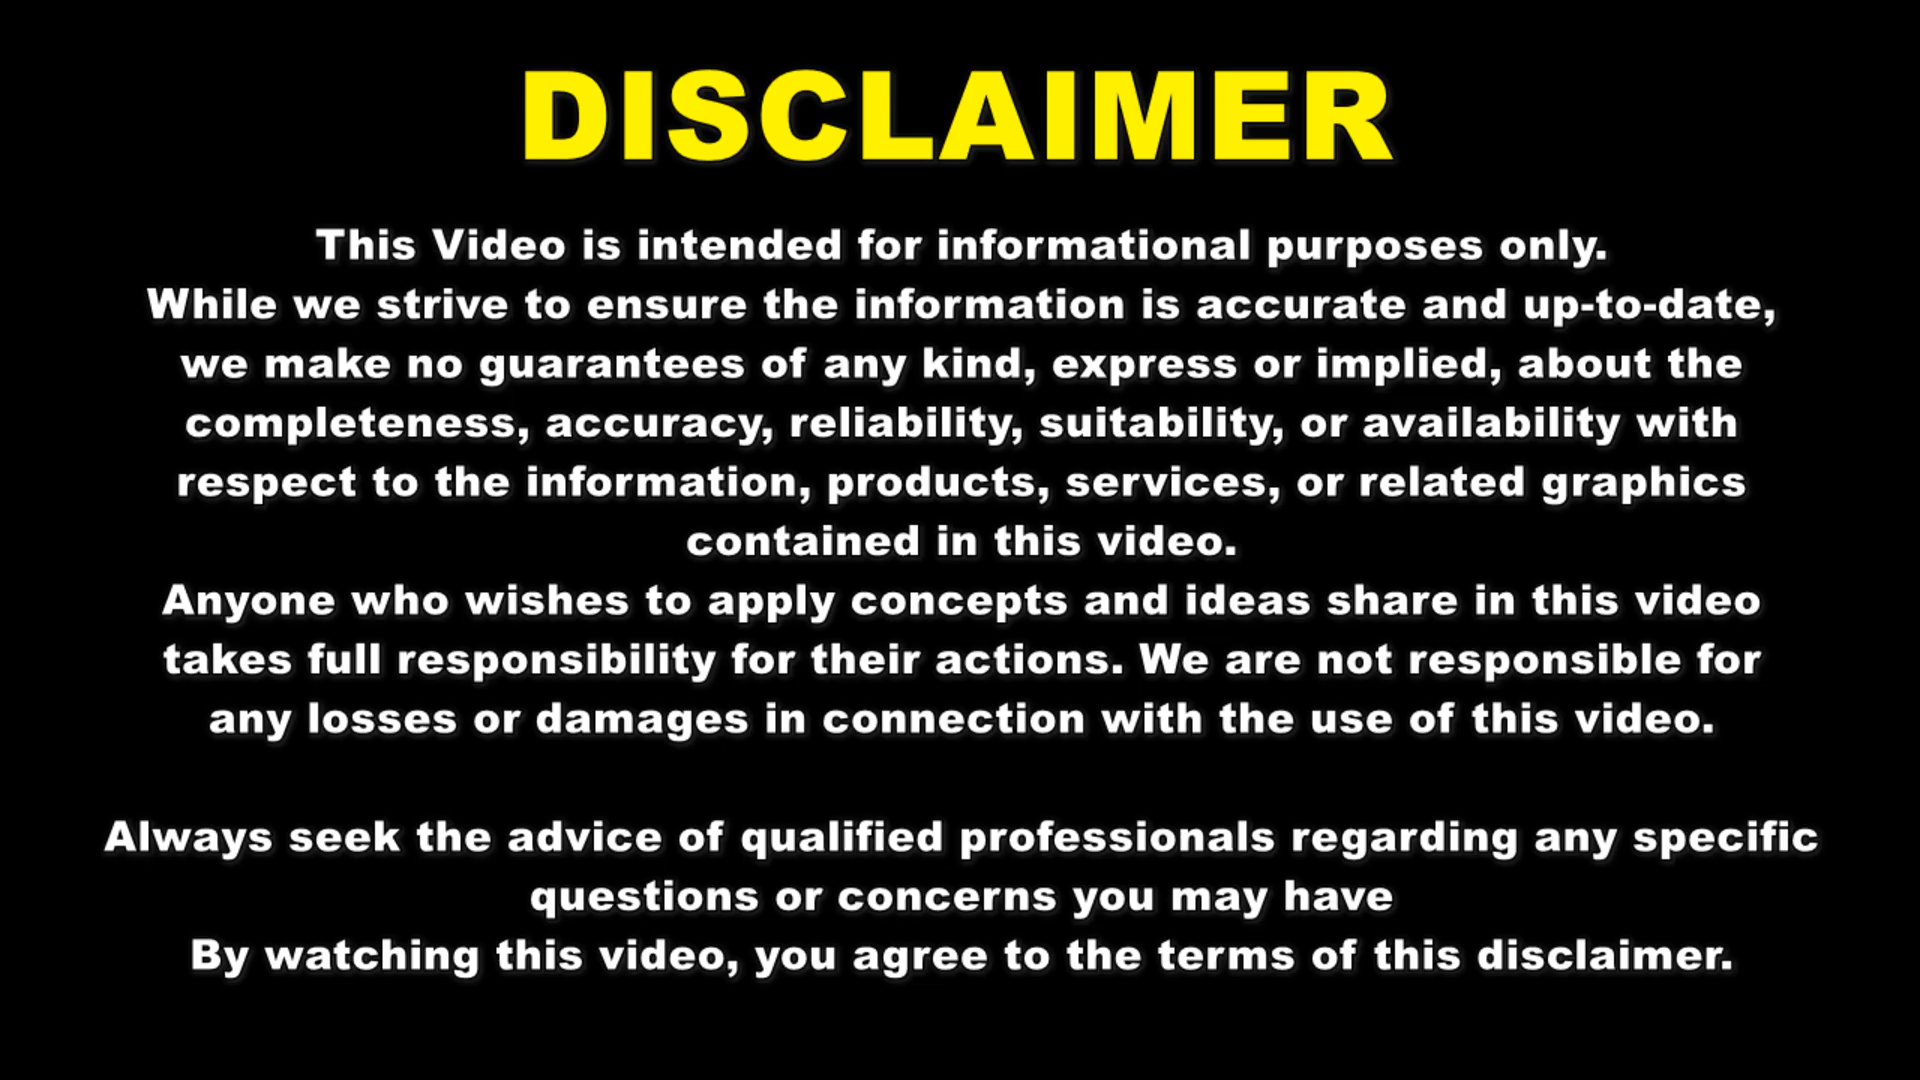 DISCLAIMER
This Video is intended for informational purposes only.
While we strive to ensure the information is accurate and up-to-date,
we make no guarantees of any kind, express or implied, about the
completeness, accuracy, reliability, suitability, or availability with
respect to the information, products, services, or related graphics
contained in this video.
Anyone who wishes to apply concepts and ideas share in this video
takes full responsibility for their actions. We are not responsible for
any losses or damages in connection with the use of this video.
Always seek the advice of qualified professionals regarding any specific
questions or concerns you may have
By watching this video, you agree to the terms of this disclaimer.